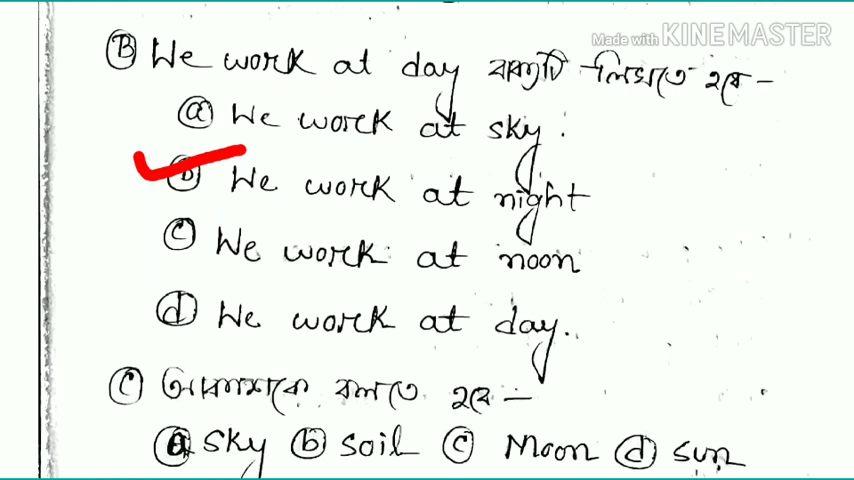 Made with KINEMASTER
Ⓑ We work at day বাক্যটি লিখতে হবে -
ⓐ We work at sky.
ⓑ We work at night
ⓒ We work at noon
ⓓ We work at day.
Ⓒ আকাশকে বলতে হবে -
ⓐ sky ⓑ soil ⓒ Moon ⓓ sun